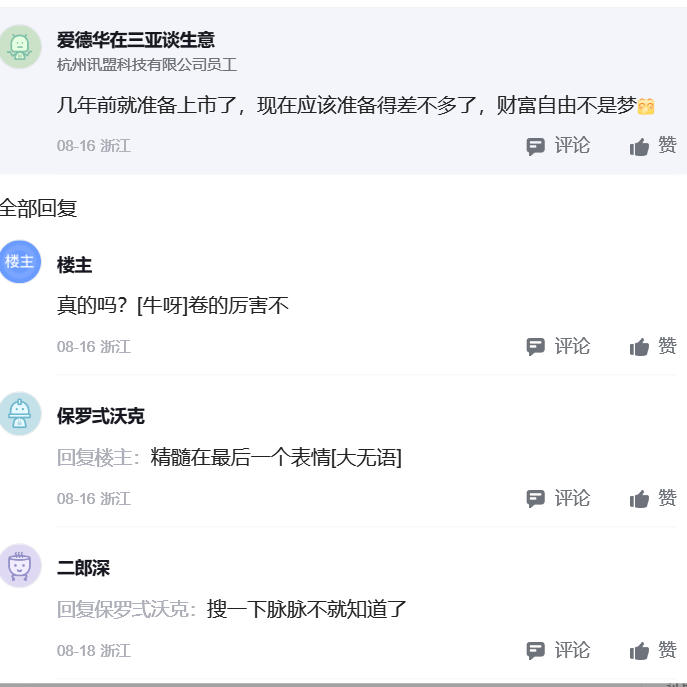 爱德华在三亚谈生意
杭州讯盟科技有限公司员工
几年前就准备上市了，现在应该准备得差不多了，财富自由不是梦🤗
08-16 浙江 评论 赞
全部回复
楼主 楼主
真的吗？[牛呀]卷的厉害不
08-16 浙江 评论 赞
保罗弎沃克
回复楼主：精髓在最后一个表情[大无语]
08-16 浙江 评论 赞
二郎深
回复保罗弎沃克：搜一下脉脉不就知道了
08-18 浙江 评论 赞